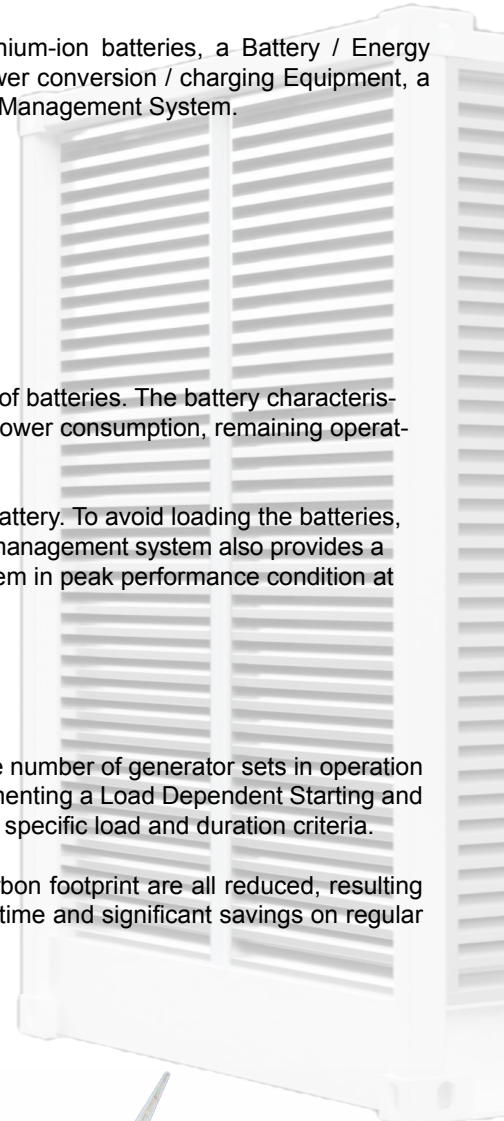 nium-ion batteries, a Battery / Energy
wer conversion / charging Equipment, a
Management System.
of batteries. The battery characteris-
ower consumption, remaining operat-
attery. To avoid loading the batteries,
management system also provides a
em in peak performance condition at
e number of generator sets in operation
menting a Load Dependent Starting and
specific load and duration criteria.
rbon footprint are all reduced, resulting
time and significant savings on regular